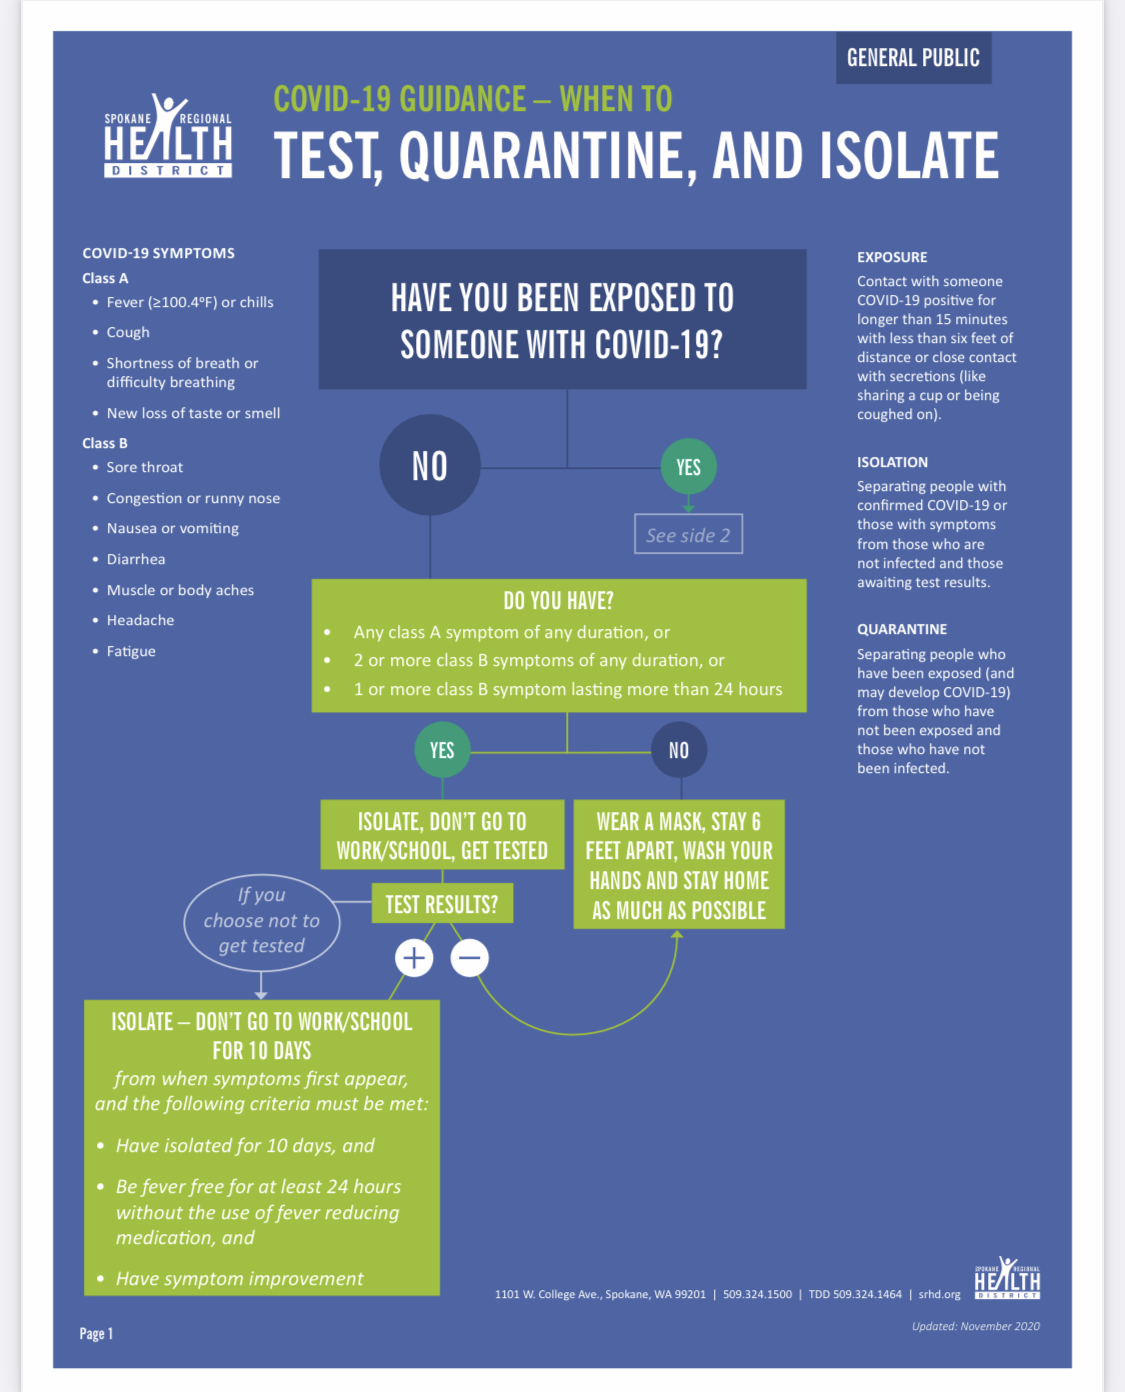 GENERAL PUBLIC
SPOKANE REGIONAL
HEALTH
DISTRICT
COVID-19 GUIDANCE – WHEN TO
TEST, QUARANTINE, AND ISOLATE
COVID-19 SYMPTOMS
Class A
• Fever (≥100.4ºF) or chills
• Cough
• Shortness of breath or
difficulty breathing
• New loss of taste or smell
Class B
• Sore throat
• Congestion or runny nose
• Nausea or vomiting
• Diarrhea
• Muscle or body aches
• Headache
• Fatigue
HAVE YOU BEEN EXPOSED TO
SOMEONE WITH COVID-19?
NO
YES
See side 2
DO YOU HAVE?
• Any class A symptom of any duration, or
• 2 or more class B symptoms of any duration, or
• 1 or more class B symptom lasting more than 24 hours
YES
NO
ISOLATE, DON'T GO TO
WORK/SCHOOL, GET TESTED
WEAR A MASK, STAY 6
FEET APART, WASH YOUR
HANDS AND STAY HOME
AS MUCH AS POSSIBLE
TEST RESULTS?
If you
choose not to
get tested
+
–
ISOLATE – DON'T GO TO WORK/SCHOOL
FOR 10 DAYS
from when symptoms first appear,
and the following criteria must be met:
• Have isolated for 10 days, and
• Be fever free for at least 24 hours
without the use of fever reducing
medication, and
• Have symptom improvement
EXPOSURE
Contact with someone
COVID-19 positive for
longer than 15 minutes
with less than six feet of
distance or close contact
with secretions (like
sharing a cup or being
coughed on).
ISOLATION
Separating people with
confirmed COVID-19 or
those with symptoms
from those who are
not infected and those
awaiting test results.
QUARANTINE
Separating people who
have been exposed (and
may develop COVID-19)
from those who have
not been exposed and
those who have not
been infected.
1101 W. College Ave., Spokane, WA 99201 | 509.324.1500 | TDD 509.324.1464 | srhd.org
SPOKANE REGIONAL
HEALTH
DISTRICT
Updated: November 2020
Page 1